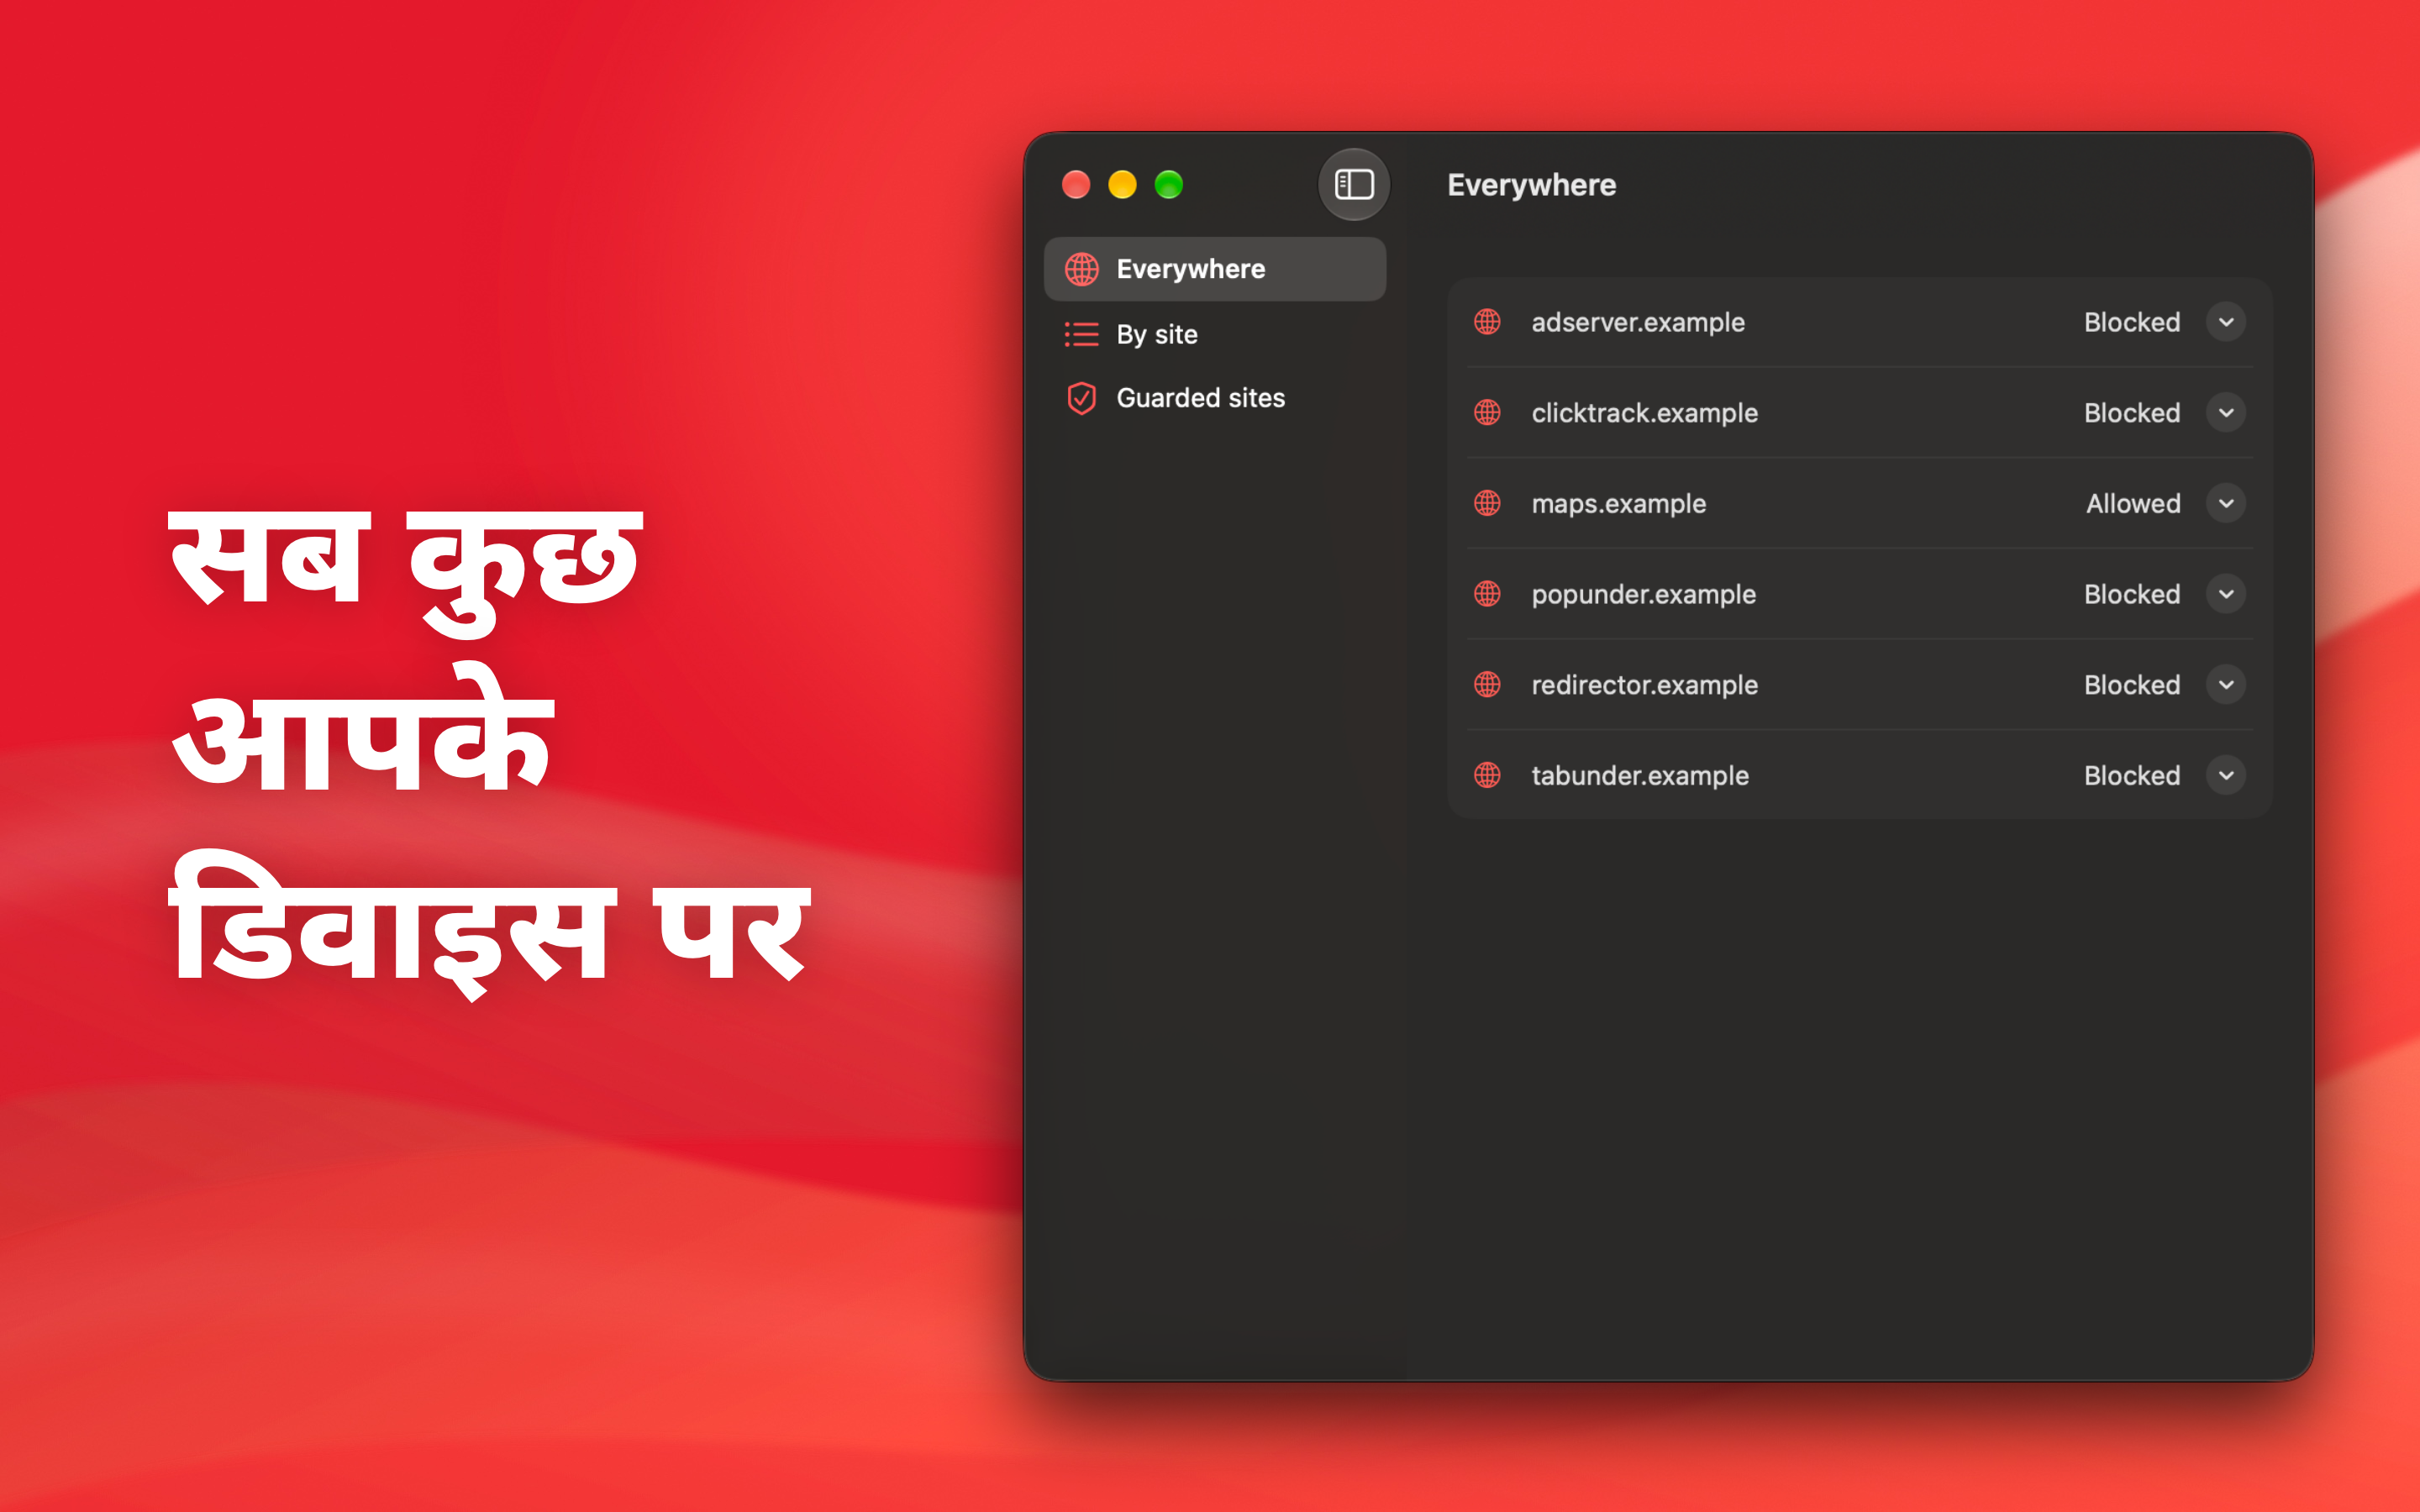 सब कुछ
आपके
डिवाइस पर
Everywhere
By site
Guarded sites
Everywhere
adserver.example Blocked
clicktrack.example Blocked
maps.example Allowed
popunder.example Blocked
redirector.example Blocked
tabunder.example Blocked